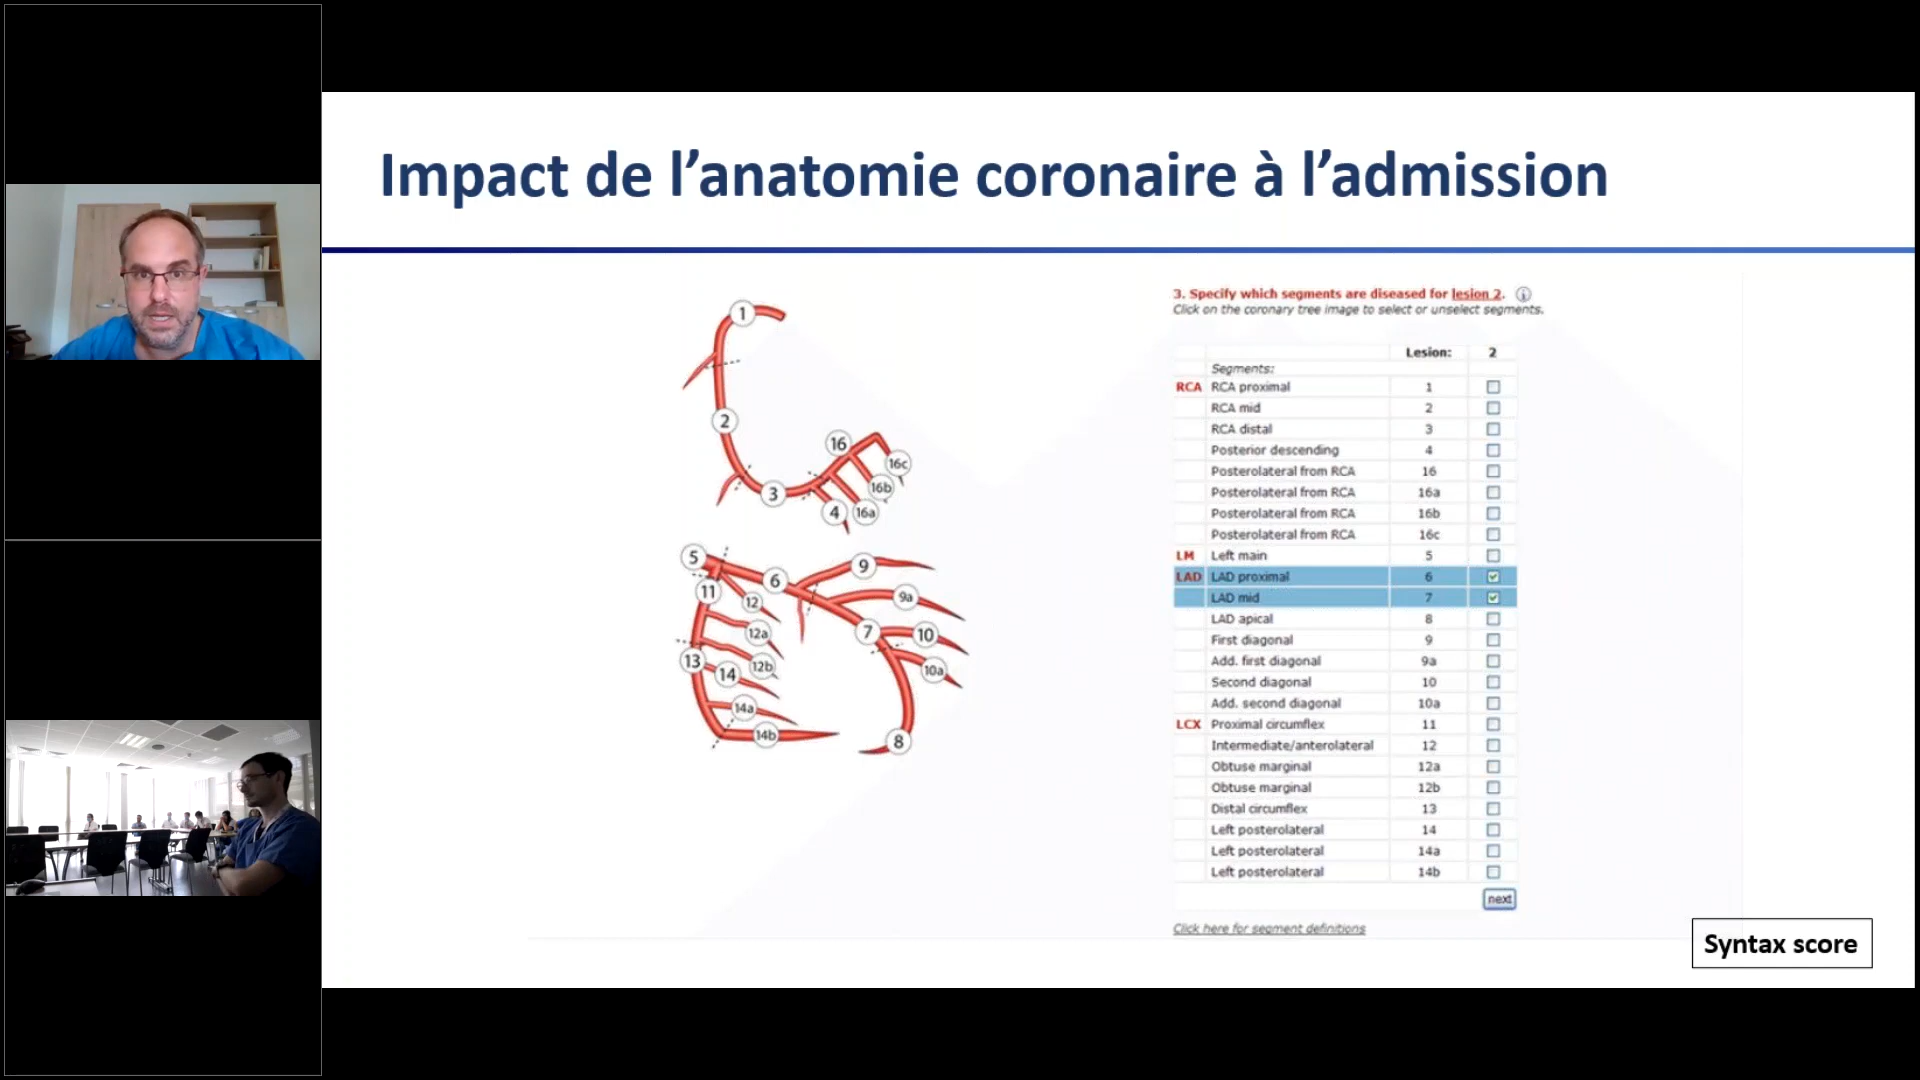 Impact de l’anatomie coronaire à l’admission
1
2
3
16
16c
16b
4
16a
5
6
9
11
12
9a
12a
7
10
13
12b
14
10a
14a
14b
8
3. Specify which segments are diseased for lesion 2.
Click on the coronary tree image to select or unselect segments.
Lesion: 2
Segments:
RCA RCA proximal 1
RCA mid 2
RCA distal 3
Posterior descending 4
Posterolateral from RCA 16
Posterolateral from RCA 16a
Posterolateral from RCA 16b
Posterolateral from RCA 16c
LM Left main 5
LAD LAD proximal 6
LAD mid 7
LAD apical 8
First diagonal 9
Add. first diagonal 9a
Second diagonal 10
Add. second diagonal 10a
LCX Proximal circumflex 11
Intermediate/anterolateral 12
Obtuse marginal 12a
Obtuse marginal 12b
Distal circumflex 13
Left posterolateral 14
Left posterolateral 14a
Left posterolateral 14b
next
Click here for segment definitions
Syntax score